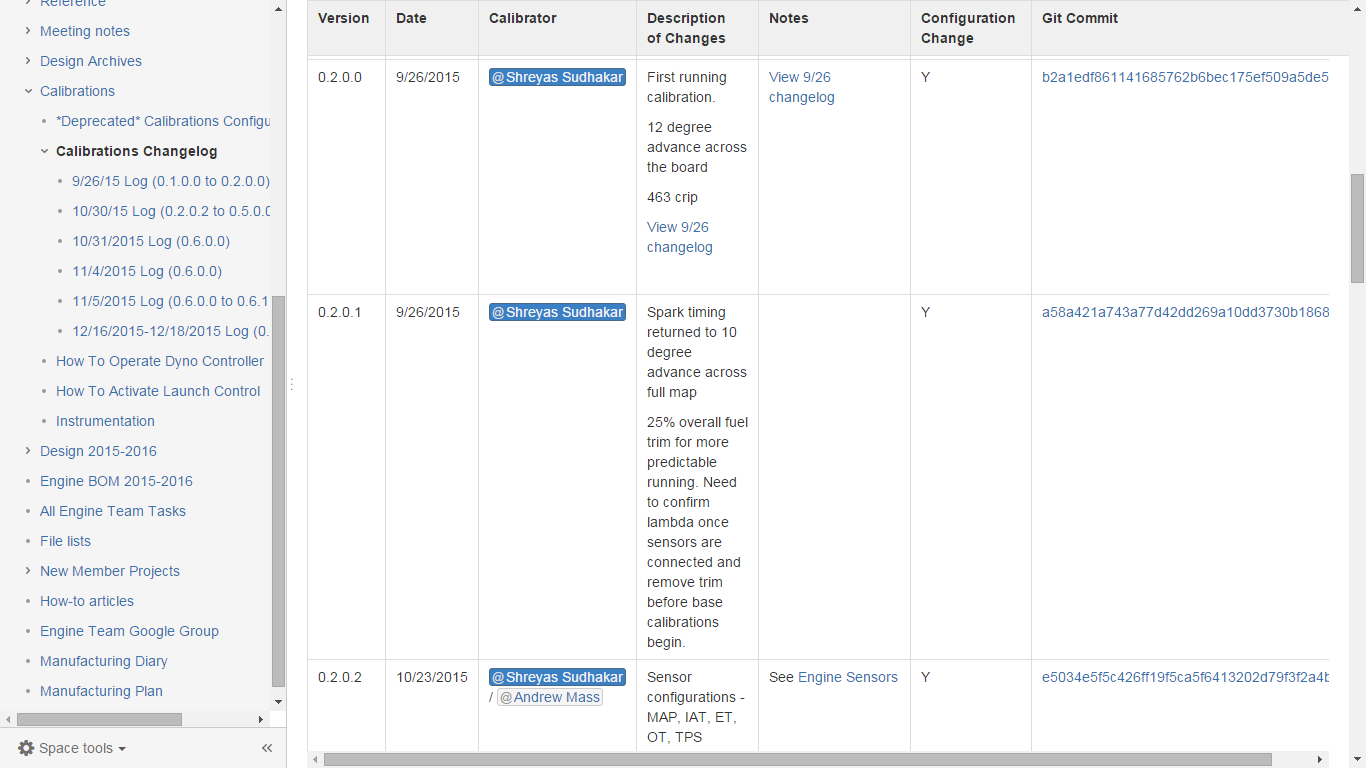 Reference
Meeting notes
Design Archives
Calibrations
*Deprecated* Calibrations Configu
Calibrations Changelog
9/26/15 Log (0.1.0.0 to 0.2.0.0)
10/30/15 Log (0.2.0.2 to 0.5.0.0
10/31/2015 Log (0.6.0.0)
11/4/2015 Log (0.6.0.0)
11/5/2015 Log (0.6.0.0 to 0.6.1
12/16/2015-12/18/2015 Log (0.
How To Operate Dyno Controller
How To Activate Launch Control
Instrumentation
Design 2015-2016
Engine BOM 2015-2016
All Engine Team Tasks
File lists
New Member Projects
How-to articles
Engine Team Google Group
Manufacturing Diary
Manufacturing Plan
Space tools
Version Date Calibrator Description Notes Configuration Git Commit
of Changes Change
0.2.0.0 9/26/2015 @Shreyas Sudhakar First running View 9/26 Y b2a1edf861141685762b6bec175ef509a5de5
calibration. changelog
12 degree
advance across
the board
463 crip
View 9/26
changelog
0.2.0.1 9/26/2015 @Shreyas Sudhakar Spark timing Y a58a421a743a77d42dd269a10dd3730b1868
returned to 10
degree
advance across
full map
25% overall fuel
trim for more
predictable
running. Need
to confirm
lambda once
sensors are
connected and
remove trim
before base
calibrations
begin.
0.2.0.2 10/23/2015 @Shreyas Sudhakar Sensor See Engine Sensors Y e5034e5f5c426ff19f5ca5f6413202d79f3f2a4b
/ @Andrew Mass configurations -
MAP, IAT, ET,
OT, TPS